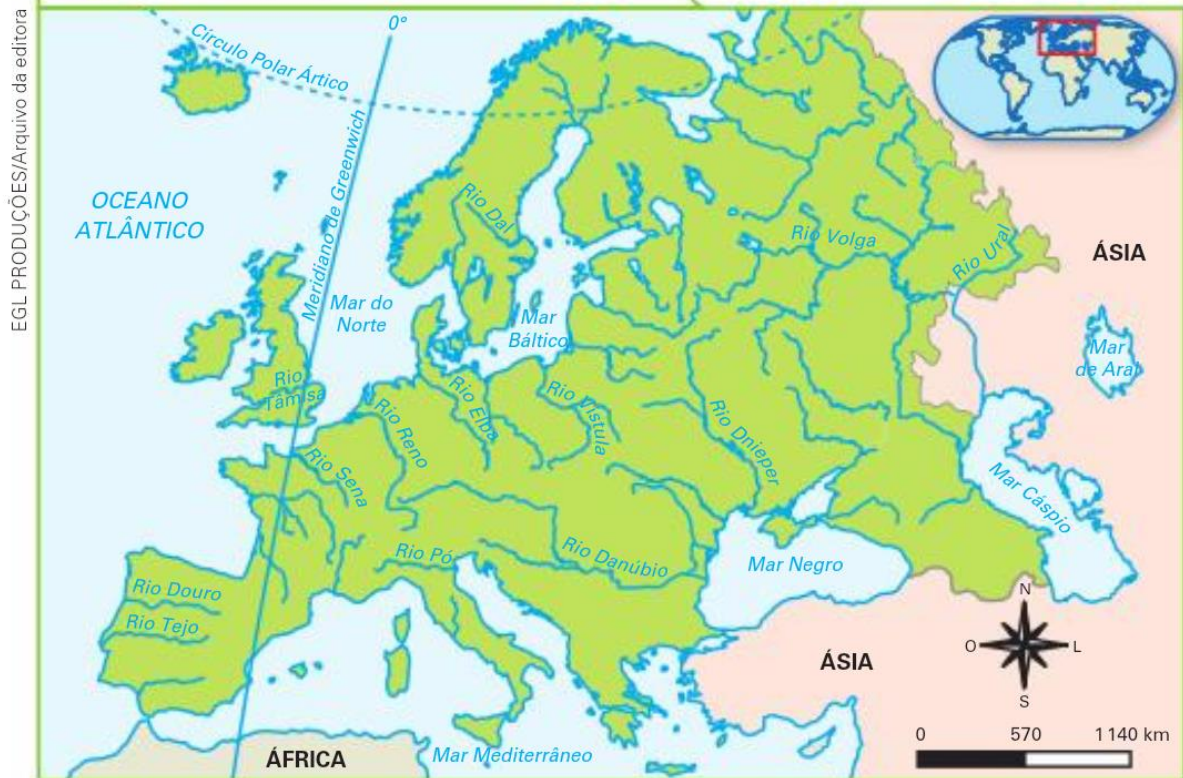 EGL PRODUÇÕES/Arquivo da editora
0°
Círculo Polar Ártico
Meridiano de Greenwich
OCEANO
ATLÂNTICO
Rio Dal
Rio Volga
Rio Ural
ÁSIA
Mar do
Norte
Mar
Báltico
Mar
de Aral
Rio
Tâmisa
Rio Reno
Rio Elba
Rio Vístula
Rio Dnieper
Rio Sena
Mar Cáspio
Rio Pó
Rio Danúbio
Mar Negro
Rio Douro
Rio Tejo
N
O
L
S
ÁSIA
0 570 1 140 km
ÁFRICA
Mar Mediterrâneo